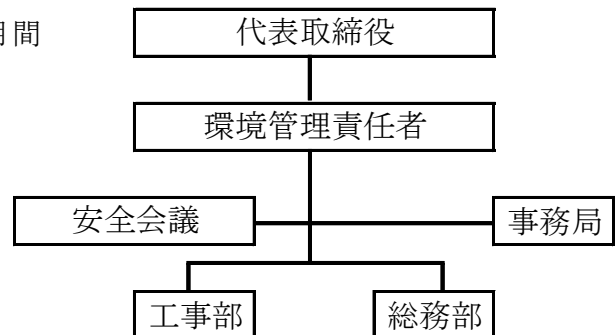 間
代表取締役
環境管理責任者
安全会議
事務局
工事部
総務部